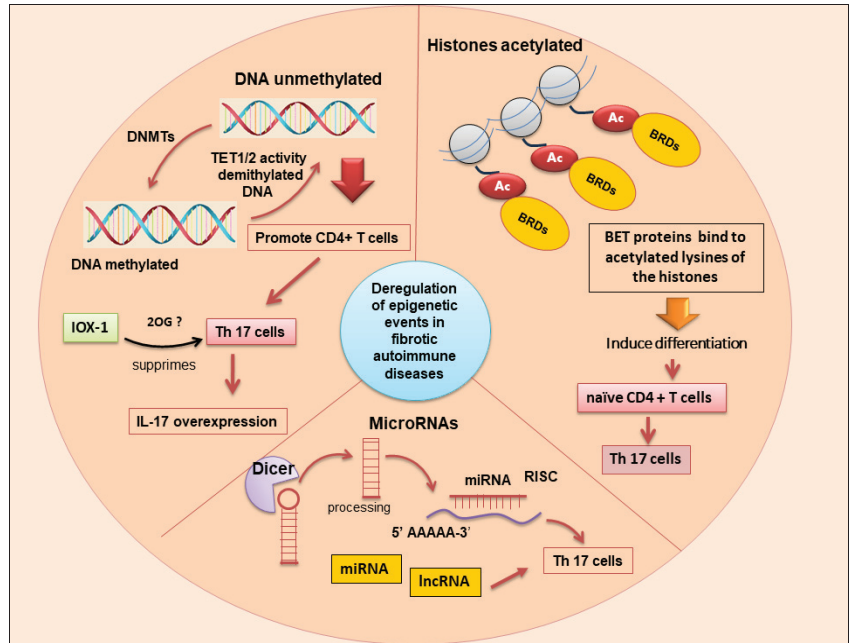 DNA unmethylated
DNMTs
TET1/2 activity
demithylated
DNA
DNA methylated
Promote CD4+ T cells
IOX-1
2OG ?
supprimes
Th 17 cells
IL-17 overexpression
Histones acetylated
Ac
BRDs
Ac
BRDs
Ac
BRDs
BET proteins bind to
acetylated lysines of
the histones
Induce differentiation
naïve CD4 + T cells
Th 17 cells
Deregulation
of epigenetic
events in
fibrotic
autoimmune
diseases
MicroRNAs
Dicer
processing
miRNA
RISC
5' AAAAA-3'
miRNA
lncRNA
Th 17 cells